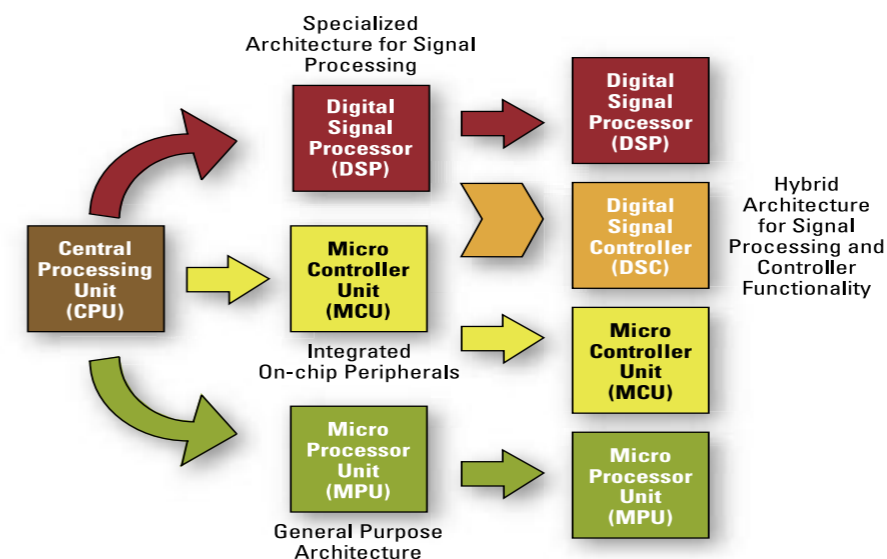 Specialized
Architecture for Signal
Processing
Digital
Signal
Processor
(DSP)
Digital
Signal
Processor
(DSP)
Central
Processing
Unit
(CPU)
Micro
Controller
Unit
(MCU)
Integrated
On-chip Peripherals
Digital
Signal
Controller
(DSC)
Hybrid
Architecture
for Signal
Processing and
Controller
Functionality
Micro
Controller
Unit
(MCU)
Micro
Processor
Unit
(MPU)
General Purpose
Architecture
Micro
Processor
Unit
(MPU)